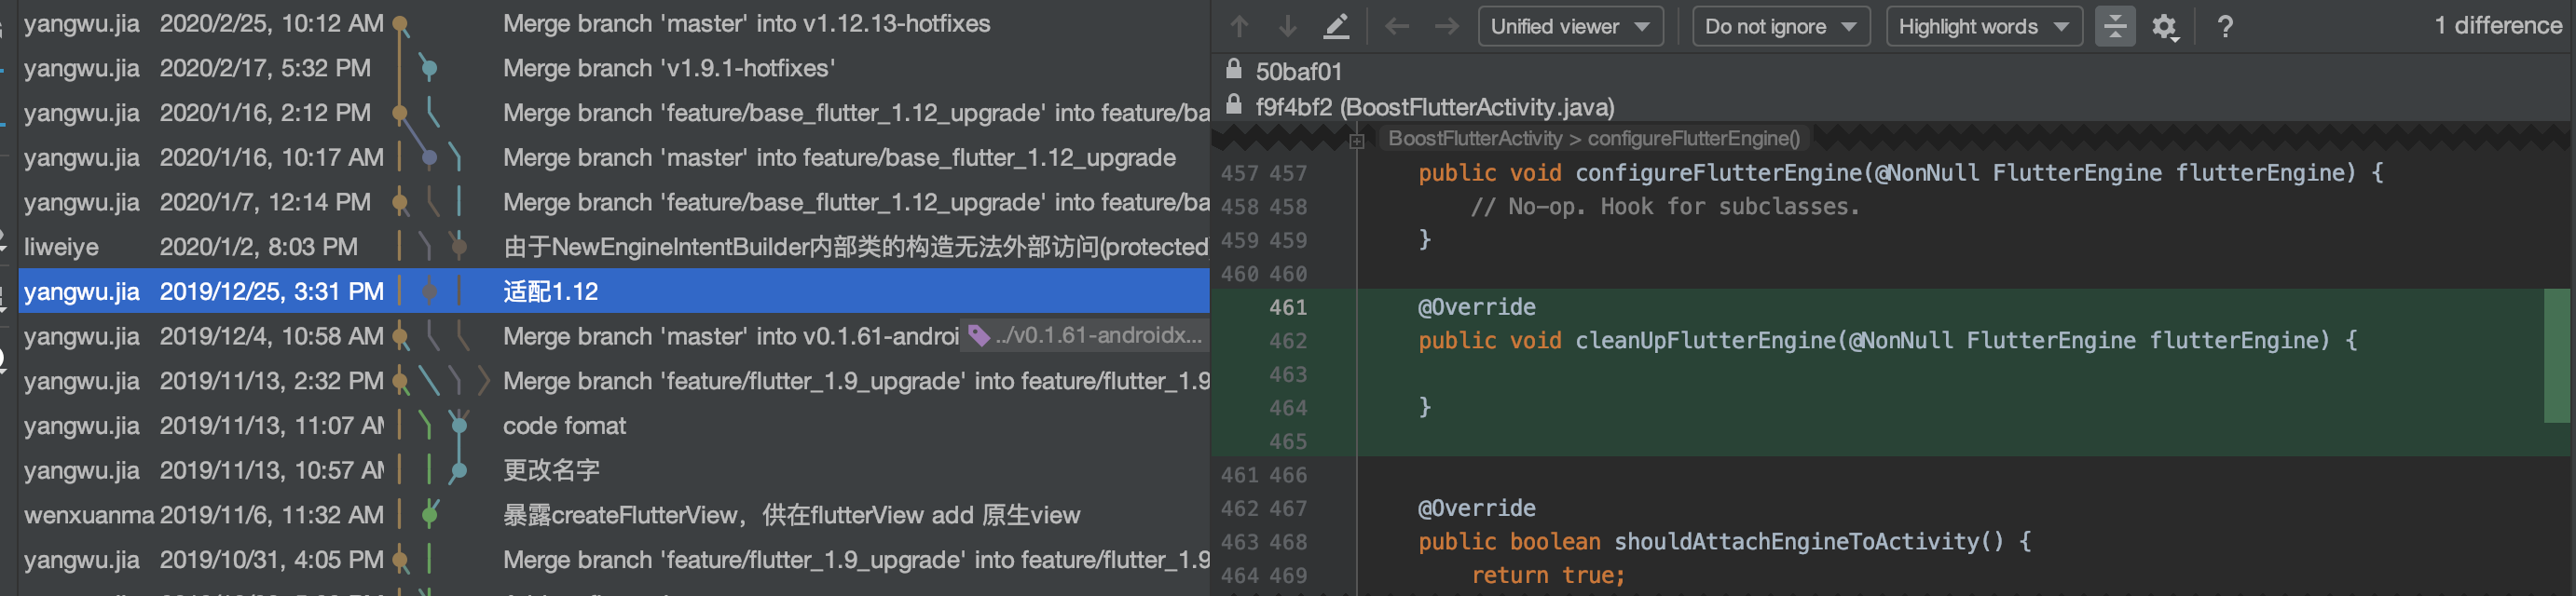 yangwu.jia 2020/2/25, 10:12 AM Merge branch 'master' into v1.12.13-hotfixes
yangwu.jia 2020/2/17, 5:32 PM Merge branch 'v1.9.1-hotfixes'
yangwu.jia 2020/1/16, 2:12 PM Merge branch 'feature/base_flutter_1.12_upgrade' into feature/ba
yangwu.jia 2020/1/16, 10:17 AM Merge branch 'master' into feature/base_flutter_1.12_upgrade
yangwu.jia 2020/1/7, 12:14 PM Merge branch 'feature/base_flutter_1.12_upgrade' into feature/ba
liweiye 2020/1/2, 8:03 PM 由于NewEngineIntentBuilder内部类的构造无法外部访问(protected
yangwu.jia 2019/12/25, 3:31 PM 适配1.12
yangwu.jia 2019/12/4, 10:58 AM Merge branch 'master' into v0.1.61-androi ../v0.1.61-androidx...
yangwu.jia 2019/11/13, 2:32 PM Merge branch 'feature/flutter_1.9_upgrade' into feature/flutter_1.9
yangwu.jia 2019/11/13, 11:07 AM code fomat
yangwu.jia 2019/11/13, 10:57 AM 更改名字
wenxuanma 2019/11/6, 11:32 AM 暴露createFlutterView，供在flutterView add 原生view
yangwu.jia 2019/10/31, 4:05 PM Merge branch 'feature/flutter_1.9_upgrade' into feature/flutter_1.9
Unified viewer Do not ignore Highlight words ? 1 difference
50baf01
f9f4bf2 (BoostFlutterActivity.java)
BoostFlutterActivity > configureFlutterEngine()
457 457 public void configureFlutterEngine(@NonNull FlutterEngine flutterEngine) {
458 458 // No-op. Hook for subclasses.
459 459 }
460 460
461 @Override
462 public void cleanUpFlutterEngine(@NonNull FlutterEngine flutterEngine) {
463
464 }
465
461 466
462 467 @Override
463 468 public boolean shouldAttachEngineToActivity() {
464 469 return true;